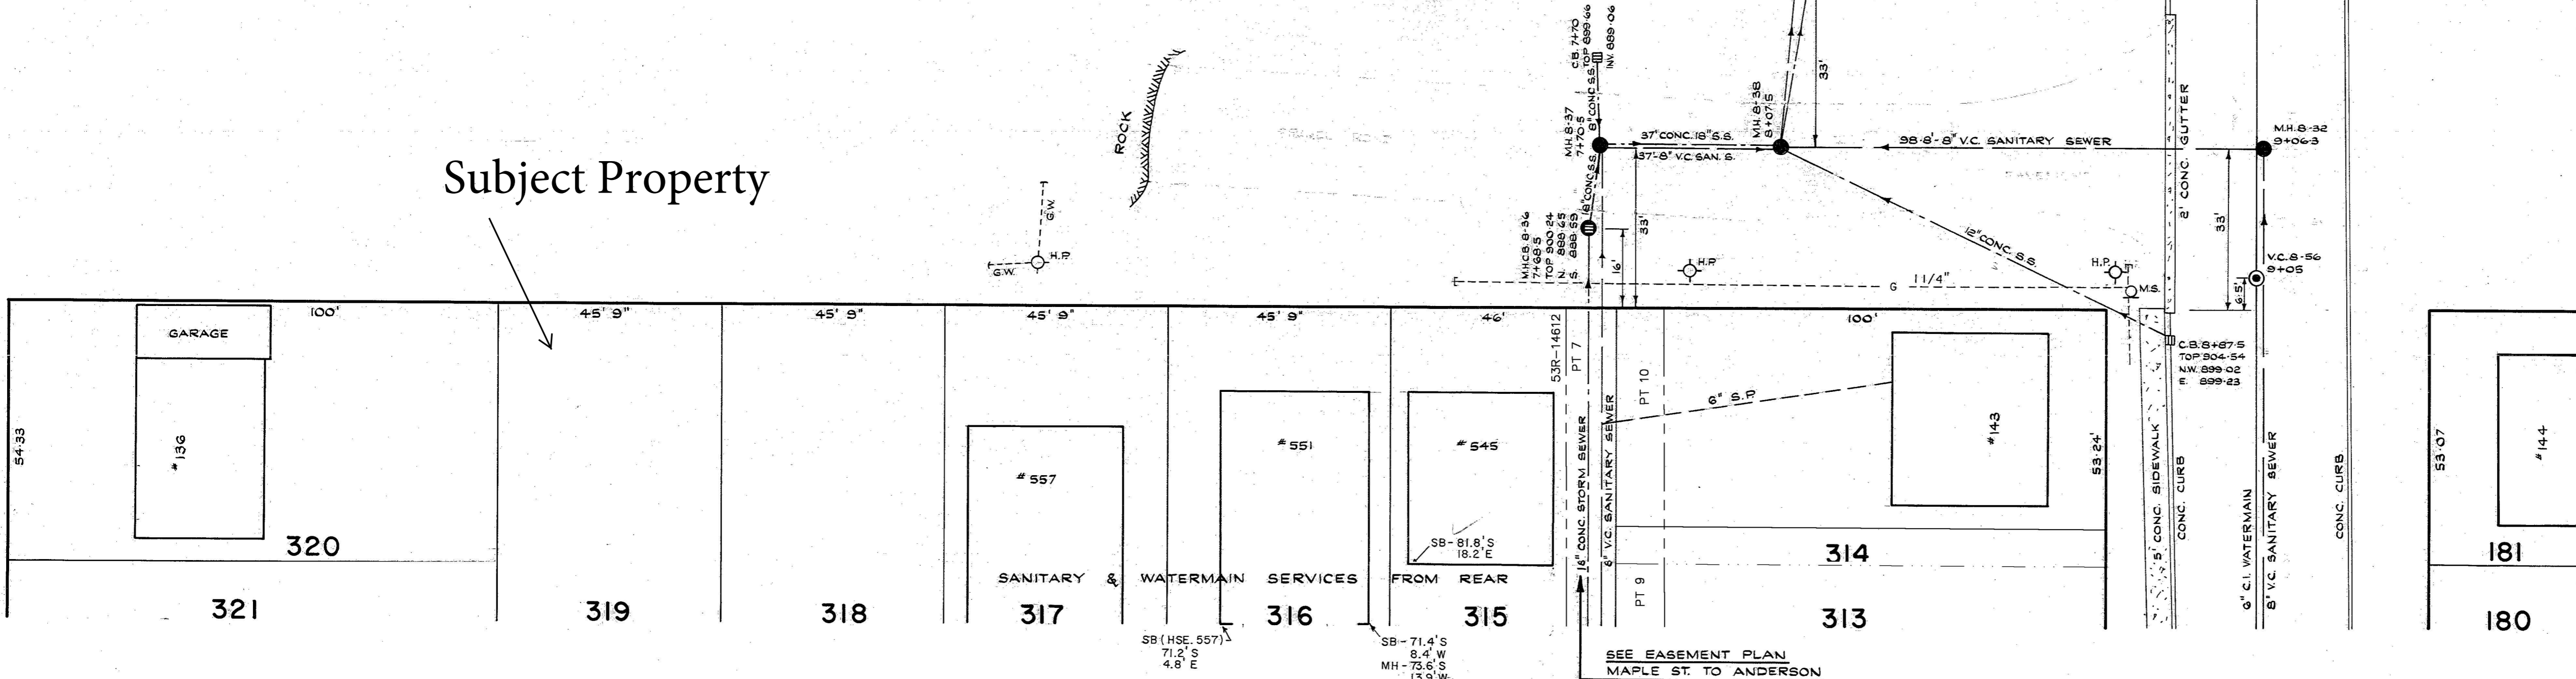 Subject Property
ROCK
G.W.
G.W.
H.P.
C.B. 7+70
TOP 899.66
INV. 889.06
8" CONC. S.S.
M.H. 8-37
7+70.5
37' CONC. 18" S.S.
37'-8" V.C. SAN. S.
M.H. 8-38
8+07.5
33'
98.8'-8" V.C. SANITARY SEWER
M.H. 8-32
9+06.3
2' CONC. GUTTER
18" CONC. S.S.
M.H.C.B. 8-36
7+68.5
TOP 900.24
N. 888.65
S. 888.59
16'
33'
H.P.
12" CONC. S.S.
H.P.
M.S.
G 1 1/4"
33'
V.C. 8-56
9+05
6.5'
C.B. 8+87.5
TOP 904.54
N.W. 899.02
E. 899.23
100'
45' 9"
45' 9"
45' 9"
45' 9"
46'
100'
GARAGE
#136
54.33
320
321
319
318
#557
317
#551
316
#545
315
SB-81.8'S
18.2'E
SANITARY & WATERMAIN SERVICES FROM REAR
SB (HSE. 557)
71.2' S
4.8' E
SB-71.4'S
8.4' W
MH-73.6'S
13.9'W
53R-14612
PT 7
PT 10
PT 9
18" CONC. STORM SEWER
8" V.C. SANITARY SEWER
6" S.P.
#143
53.24'
314
313
SEE EASEMENT PLAN
MAPLE ST. TO ANDERSON
5' CONC. SIDEWALK
CONC. CURB
6" C.I. WATERMAIN
8" V.C. SANITARY SEWER
CONC. CURB
53.07
#144
181
180